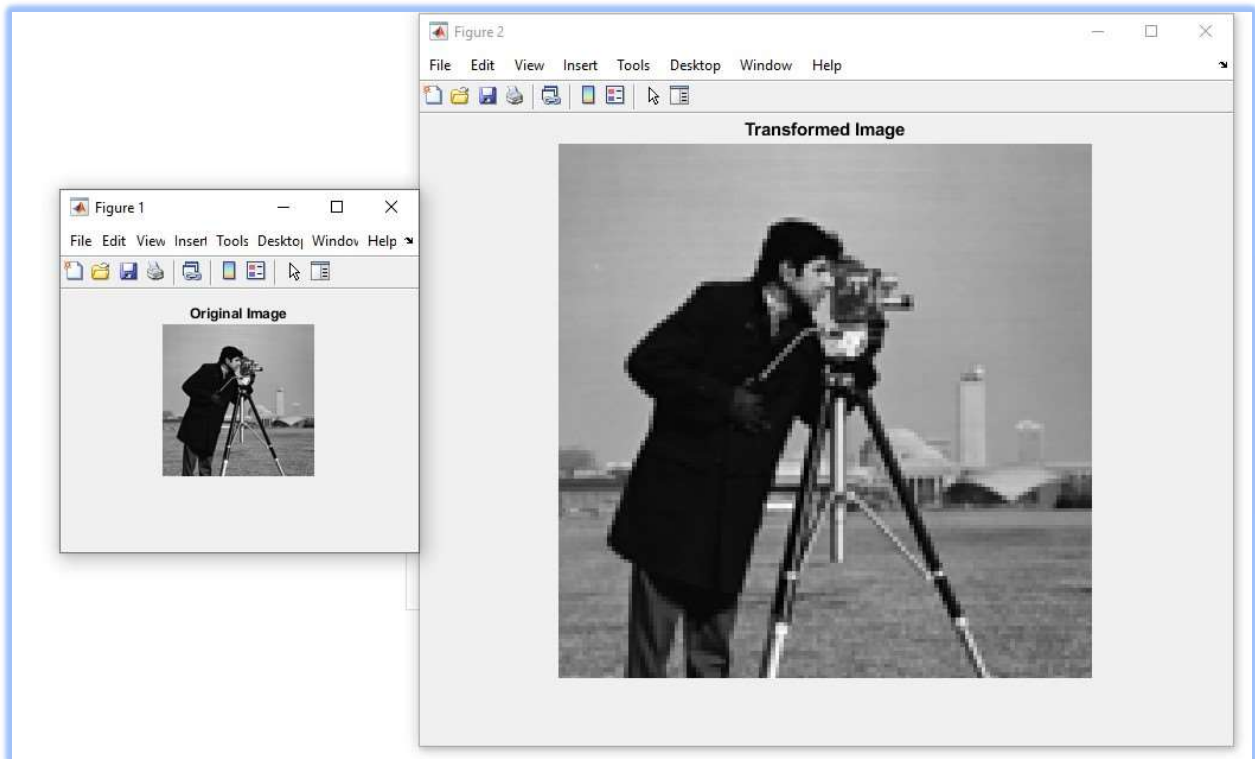 Figure 2
File Edit View Insert Tools Desktop Window Help
Transformed Image
Figure 1
File Edit View Inser Tools Deskto Windov Help
Original Image